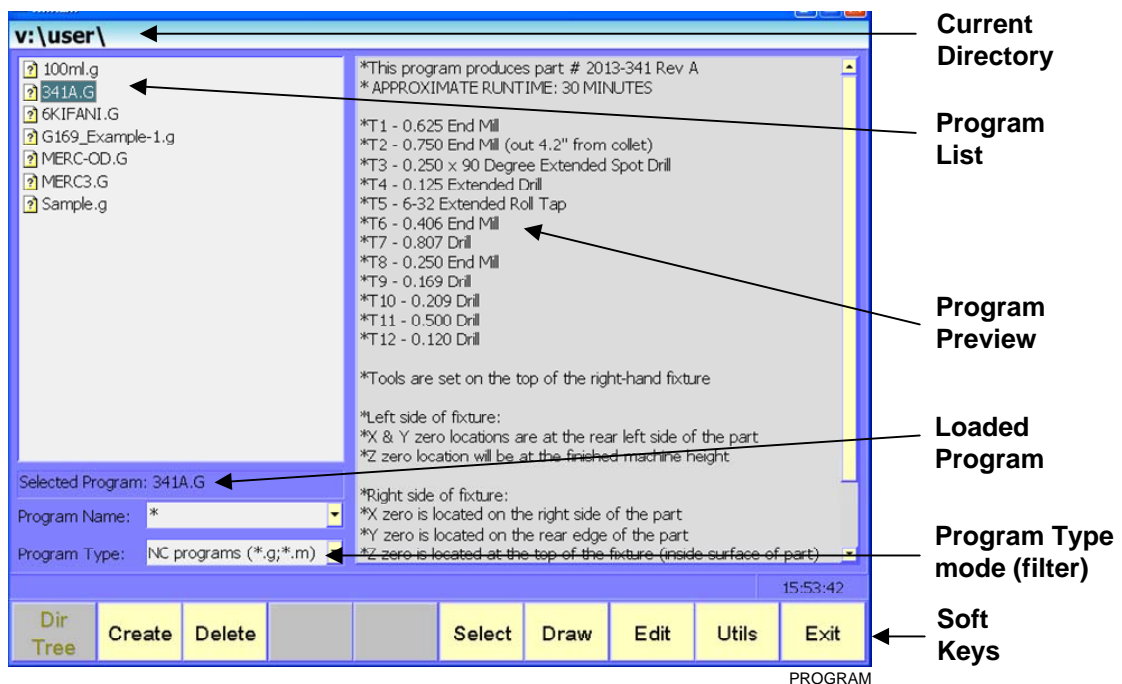 v:\user\
100ml.g
341A.G
6KIFANI.G
G169_Example-1.g
MERC-OD.G
MERC3.G
Sample.g
*This program produces part # 2013-341 Rev A
* APPROXIMATE RUNTIME: 30 MINUTES
*T1 - 0.625 End Mill
*T2 - 0.750 End Mill (out 4.2" from collet)
*T3 - 0.250 x 90 Degree Extended Spot Drill
*T4 - 0.125 Extended Drill
*T5 - 6-32 Extended Roll Tap
*T6 - 0.406 End Mill
*T7 - 0.807 Drill
*T8 - 0.250 End Mill
*T9 - 0.169 Drill
*T10 - 0.209 Drill
*T11 - 0.500 Drill
*T12 - 0.120 Drill
*Tools are set on the top of the right-hand fixture
*Left side of fixture:
*X & Y zero locations are at the rear left side of the part
*Z zero location will be at the finished machine height
*Right side of fixture:
*X zero is located on the right side of the part
*Y zero is located on the rear edge of the part
*Z zero is located at the top of the fixture (inside surface of part)
Selected Program: 341A.G
Program Name: *
Program Type: NC programs (*.g;*.m)
15:53:42
Dir
Tree
Create
Delete
Select
Draw
Edit
Utils
Exit
PROGRAM
Current
Directory
Program
List
Program
Preview
Loaded
Program
Program Type
mode (filter)
Soft
Keys